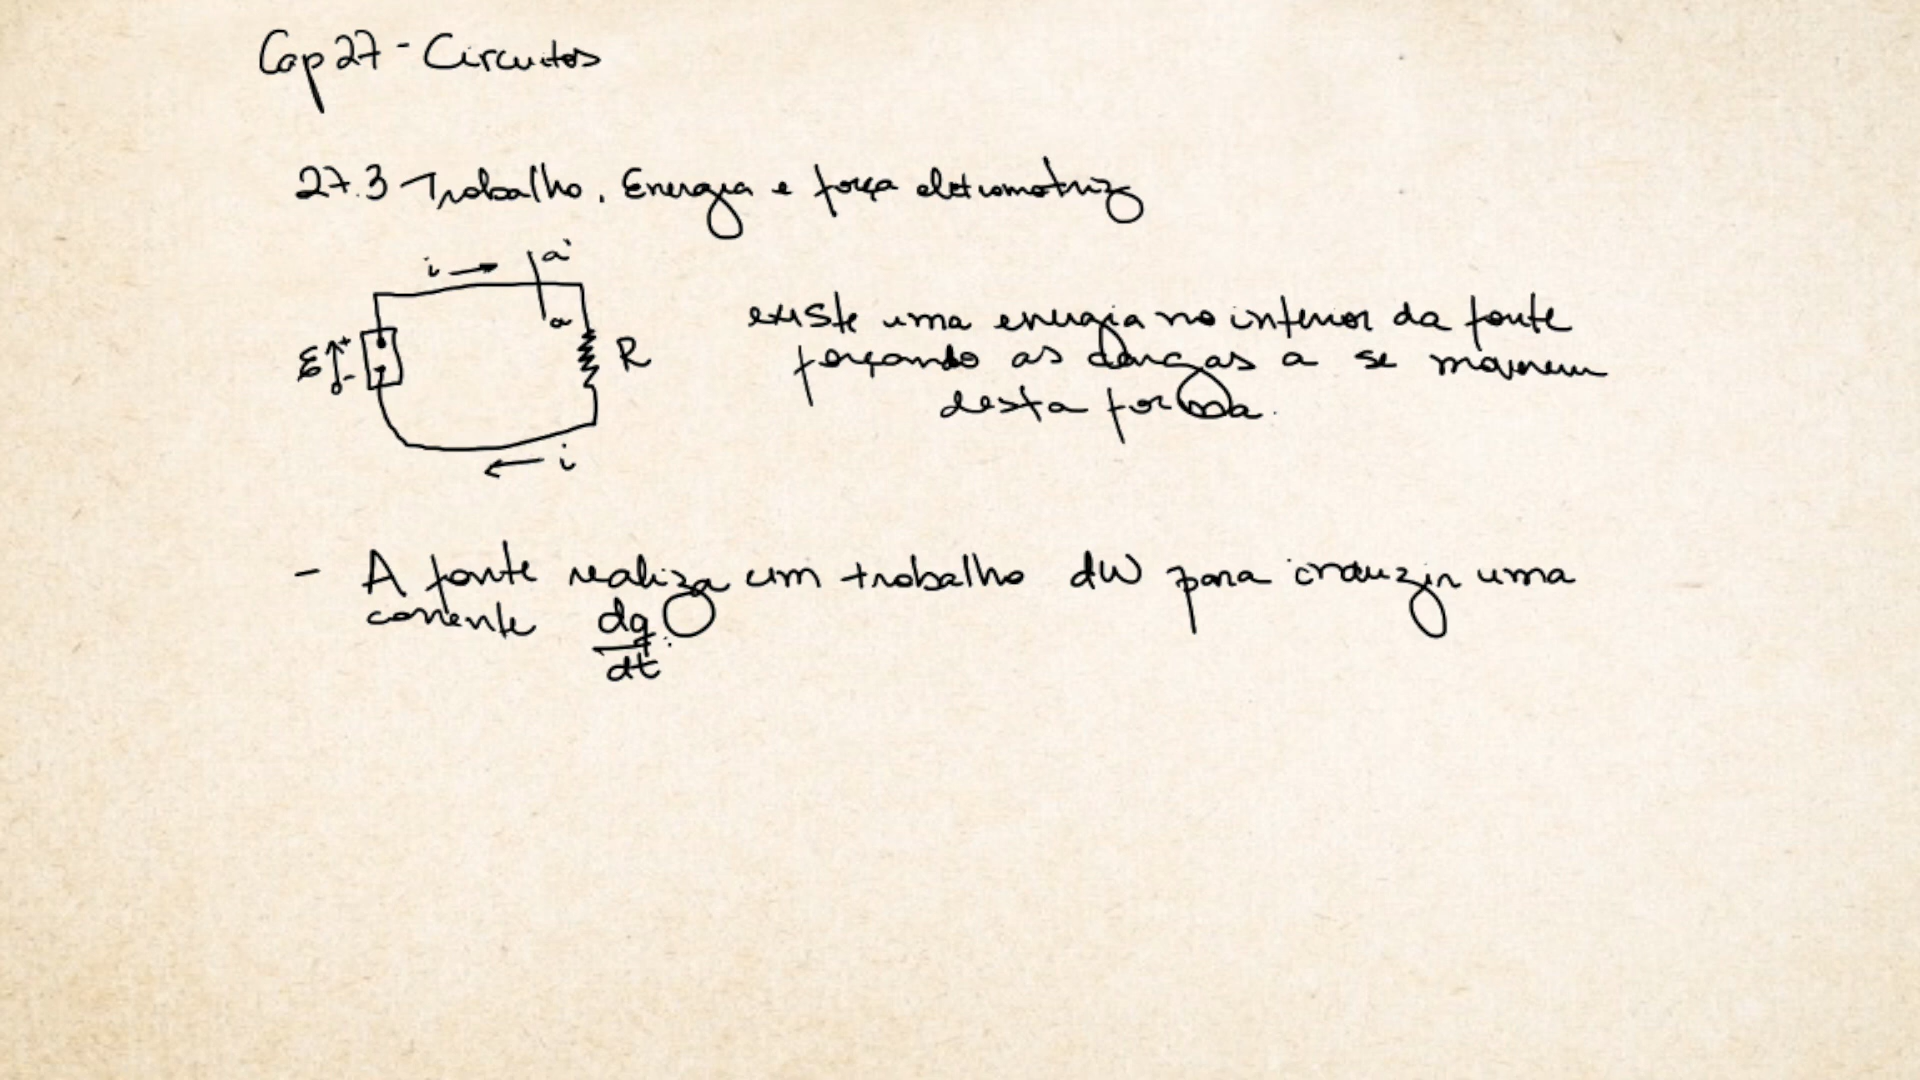 Cap 27 - Circuitos
27.3 Trabalho, Energia e força eletromotriz
i → a'
a
ℰ + - R
← i
existe uma energia no interior da fonte
forçando as cargas a se moverem
desta forma.
- A fonte realiza um trabalho dW para uma
corrente dq/dt.